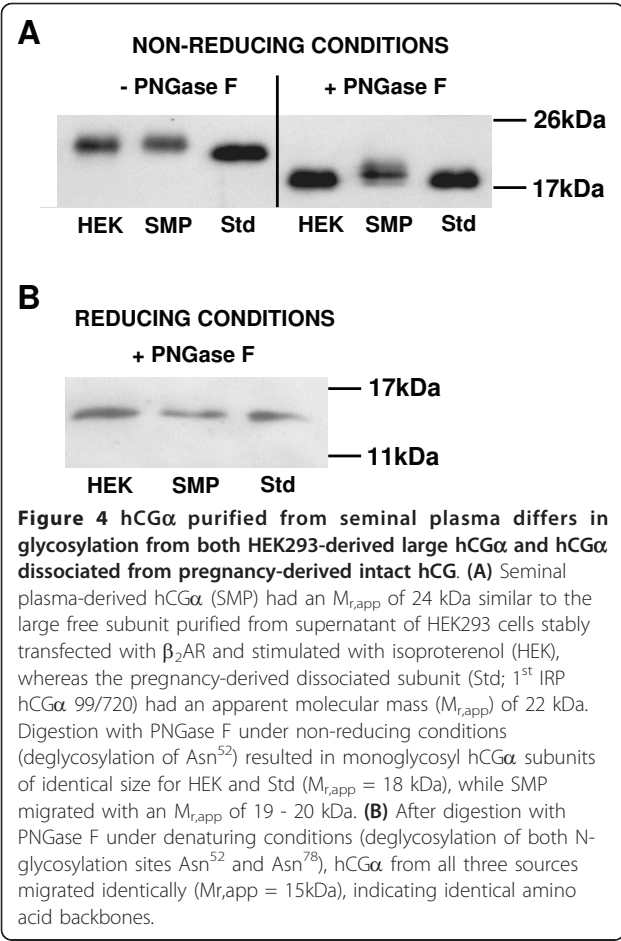 A
NON-REDUCING CONDITIONS
- PNGase F
+ PNGase F
26kDa
17kDa
HEK SMP Std HEK SMP Std
B
REDUCING CONDITIONS
+ PNGase F
17kDa
11kDa
HEK SMP Std
Figure 4 hCGα purified from seminal plasma differs in
glycosylation from both HEK293-derived large hCGα and hCGα
dissociated from pregnancy-derived intact hCG. (A) Seminal
plasma-derived hCGα (SMP) had an Mr,app of 24 kDa similar to the
large free subunit purified from supernatant of HEK293 cells stably
transfected with β2AR and stimulated with isoproterenol (HEK),
whereas the pregnancy-derived dissociated subunit (Std; 1st IRP
hCGα 99/720) had an apparent molecular mass (Mr,app) of 22 kDa.
Digestion with PNGase F under non-reducing conditions
(deglycosylation of Asn52) resulted in monoglycosyl hCGα subunits
of identical size for HEK and Std (Mr,app = 18 kDa), while SMP
migrated with an Mr,app of 19 - 20 kDa. (B) After digestion with
PNGase F under denaturing conditions (deglycosylation of both N-
glycosylation sites Asn52 and Asn78), hCGα from all three sources
migrated identically (Mr,app = 15kDa), indicating identical amino
acid backbones.